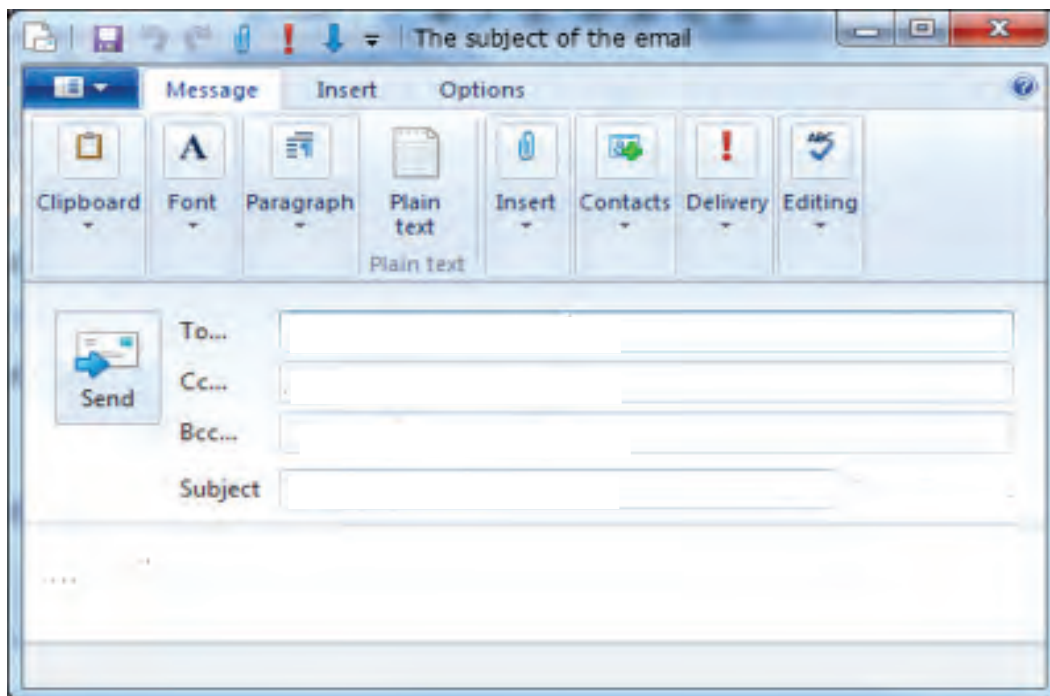 The subject of the email
Message Insert Options
Clipboard Font Paragraph Plain text Insert Contacts Delivery Editing
Plain text
Send
To...
Cc...
Bcc...
Subject
....